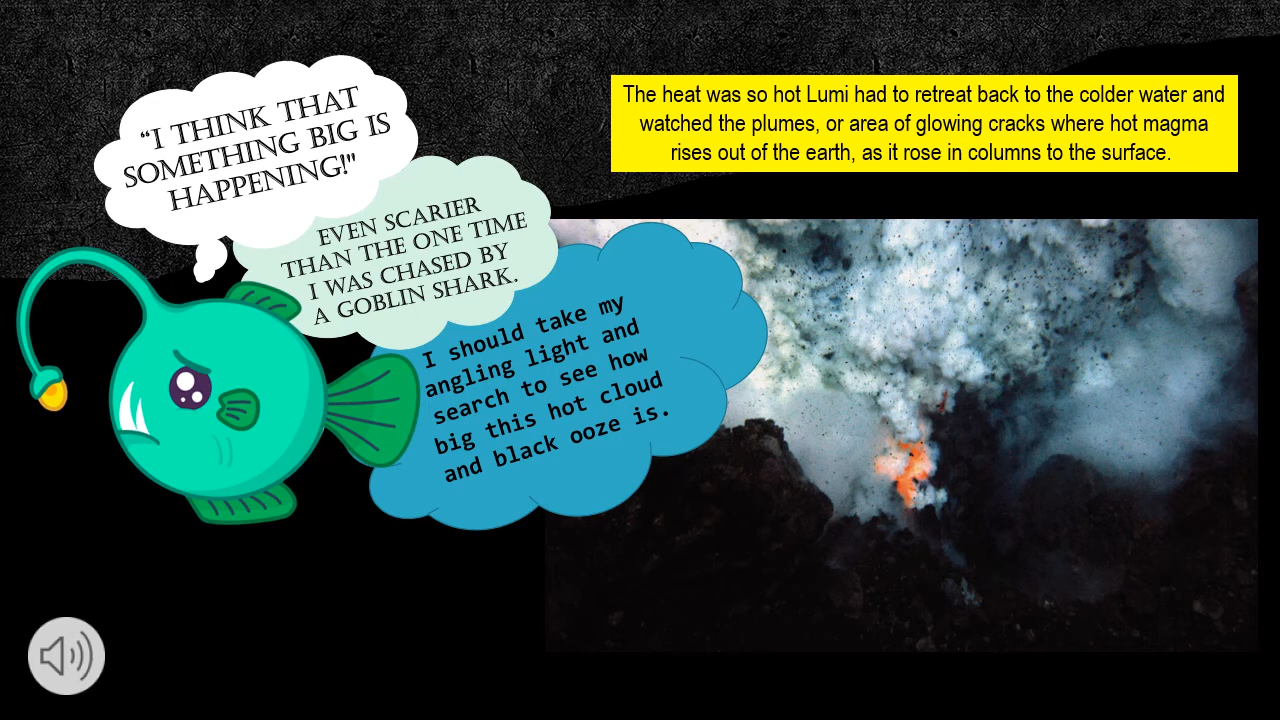 “I THINK THAT
SOMETHING BIG IS
HAPPENING!"
EVEN SCARIER
THAN THE ONE TIME
I WAS CHASED BY
A GOBLIN SHARK.
I should take my
angling light and
search to see how
big this hot cloud
and black ooze is.
The heat was so hot Lumi had to retreat back to the colder water and
watched the plumes, or area of glowing cracks where hot magma
rises out of the earth, as it rose in columns to the surface.